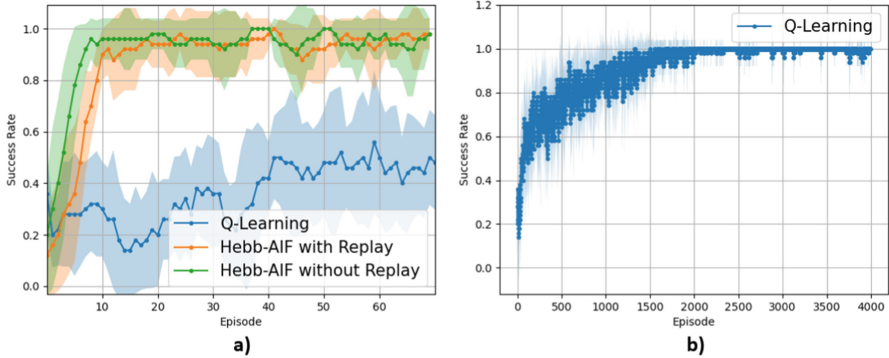 1.0
0.8
0.6
0.4
0.2
0.0
Success Rate
10 20 30 40 50 60
Episode
Q-Learning
Hebb-AIF with Replay
Hebb-AIF without Replay
a)
1.2
1.0
0.8
0.6
0.4
0.2
0.0
Success Rate
0 500 1000 1500 2000 2500 3000 3500 4000
Episode
Q-Learning
b)